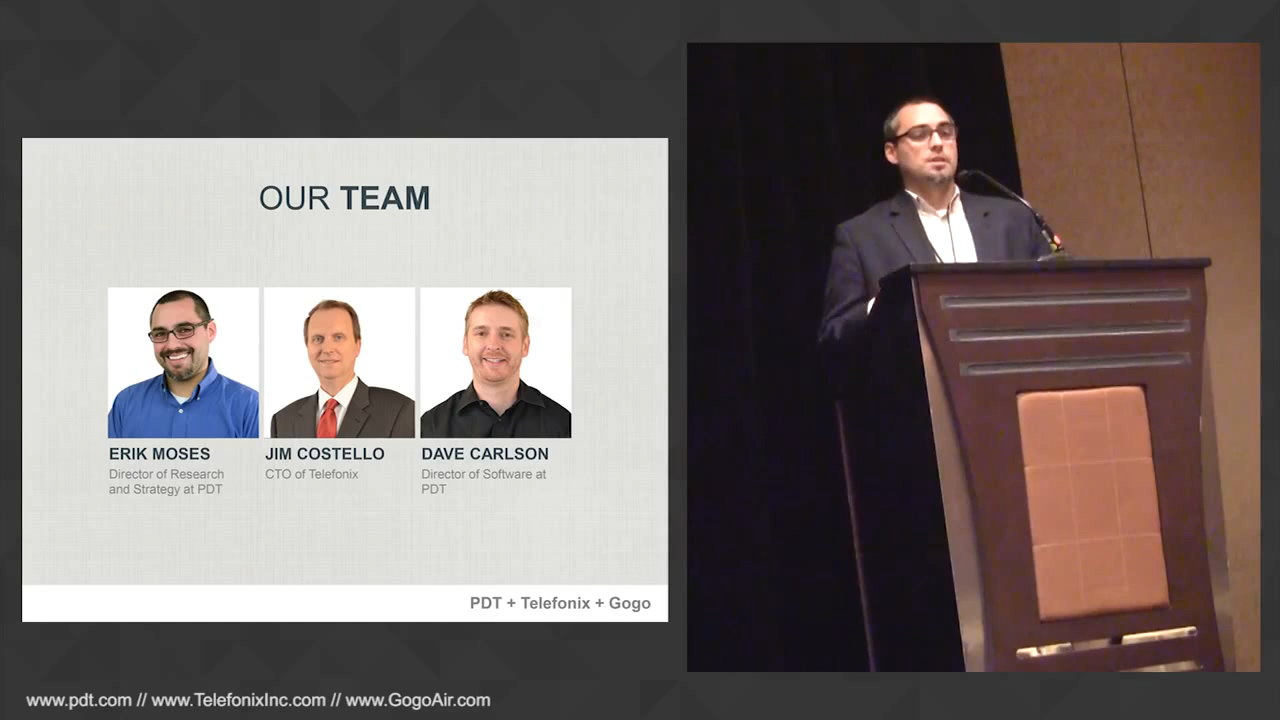 OUR TEAM
ERIK MOSES
Director of Research
and Strategy at PDT
JIM COSTELLO
CTO of Telefonix
DAVE CARLSON
Director of Software at
PDT
PDT + Telefonix + Gogo
www.pdt.com // www.TelefonixInc.com // www.GogoAir.com